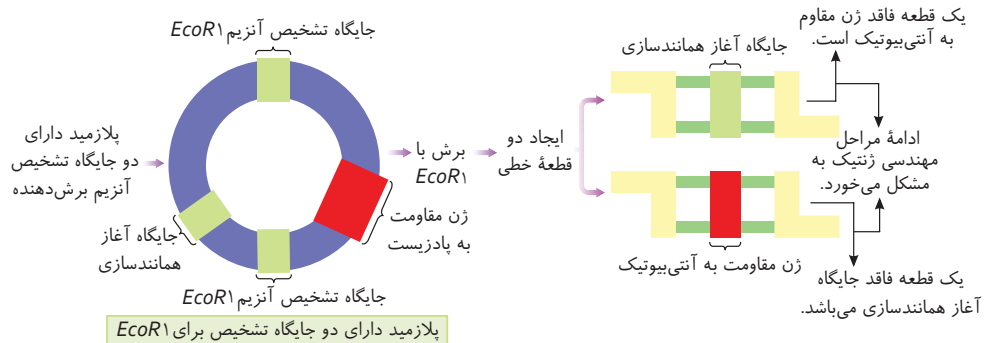 پلازمید دارای
دو جایگاه تشخیص
آنزیم برش‌دهنده
جایگاه تشخیص آنزیم EcoR۱
جایگاه آغاز
همانندسازی
ژن مقاومت
به پادزیست
جایگاه تشخیص آنزیم EcoR۱
پلازمید دارای دو جایگاه تشخیص برای EcoR۱
برش با
EcoR۱
ایجاد دو
قطعهٔ خطی
جایگاه آغاز همانندسازی
یک قطعه فاقد ژن مقاوم
به آنتی‌بیوتیک است.
ادامهٔ مراحل
مهندسی ژنتیک به
مشکل می‌خورد.
ژن مقاومت به آنتی‌بیوتیک
یک قطعه فاقد جایگاه
آغاز همانندسازی می‌باشد.